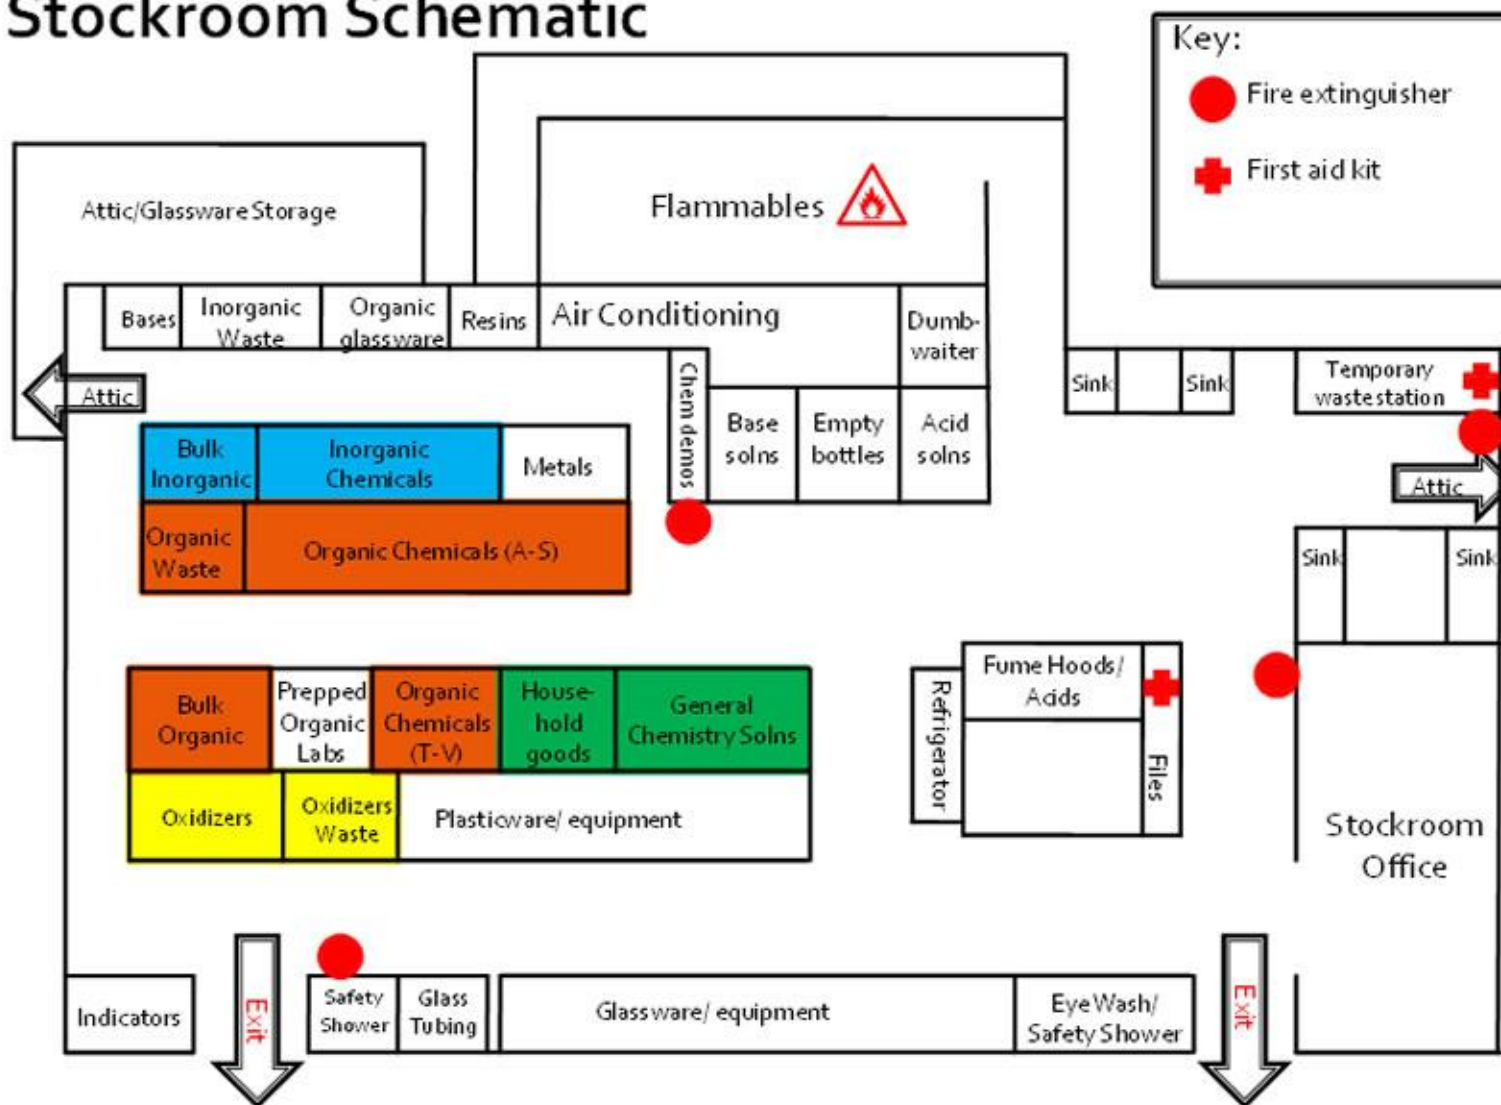 Stockroom Schematic
Key:
Fire extinguisher
First aid kit
Attic/Glassware Storage
Flammables
Bases
Inorganic
Waste
Organic
glassware
Resins
Air Conditioning
Dumb-
waiter
Attic
Chem demos
Base
solns
Empty
bottles
Acid
solns
Sink
Sink
Temporary
wastestation
Attic
Bulk
Inorganic
Inorganic
Chemicals
Metals
Organic
Waste
Organic Chemicals (A-S)
Sink
Sink
Bulk
Organic
Prepped
Organic
Labs
Organic
Chemicals
(T-V)
House-
hold
goods
General
Chemistry Solns
Refrigerator
Fume Hoods/
Acids
Files
Oxidizers
Oxidizers
Waste
Plasticware/ equipment
Stockroom
Office
Indicators
Exit
Safety
Shower
Glass
Tubing
Glassware/ equipment
Eye Wash/
Safety Shower
Exit